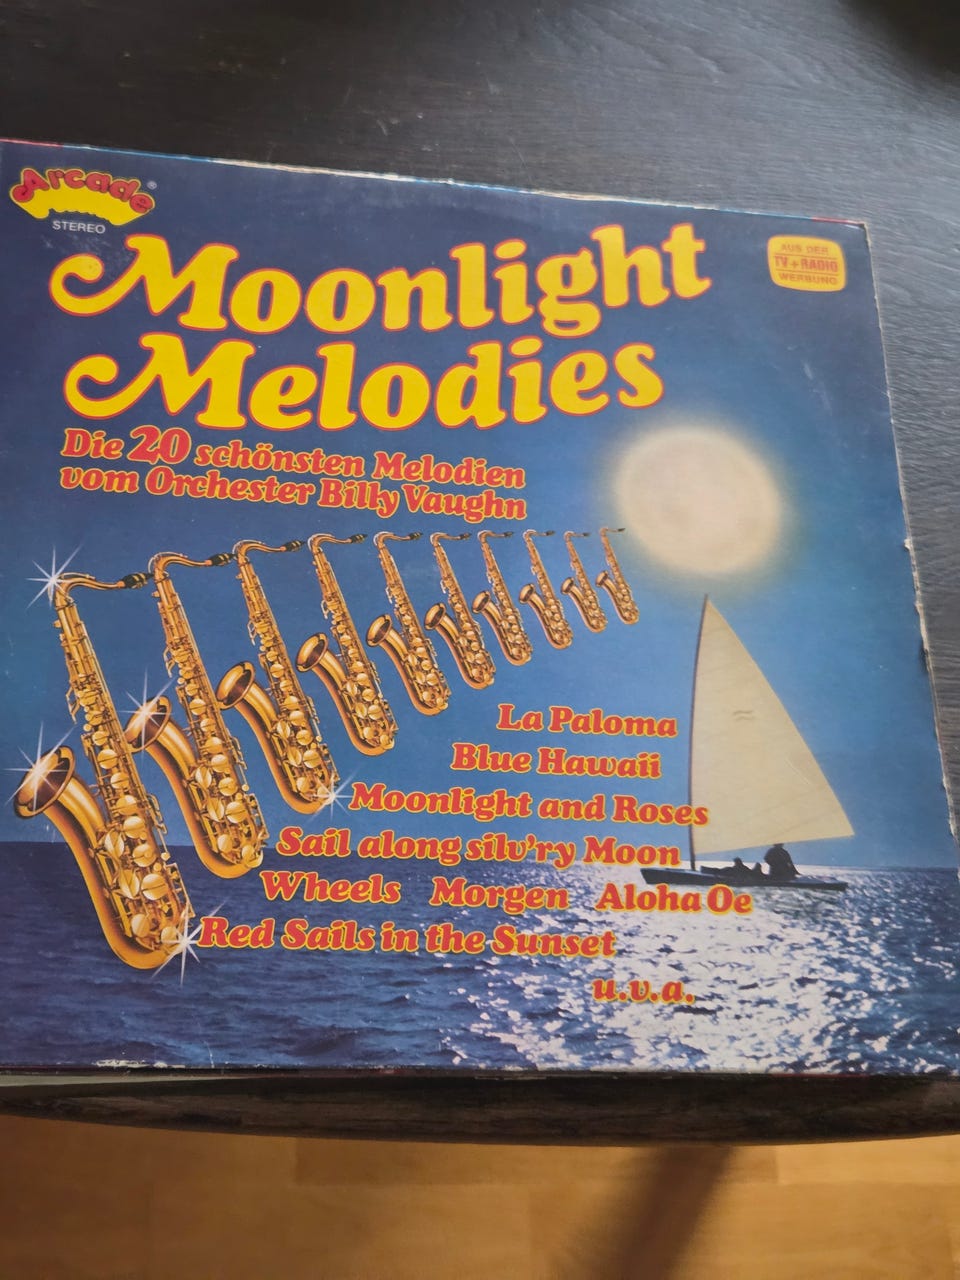 Arcade®
STEREO
AUS DER
TV + RADIO
WERBUNG
Moonlight
Melodies
Die 20 schönsten Melodien
vom Orchester Billy Vaughn
La Paloma
Blue Hawaii
Moonlight and Roses
Sail along silv'ry Moon
Wheels Morgen Aloha Oe
Red Sails in the Sunset
u.v.a.